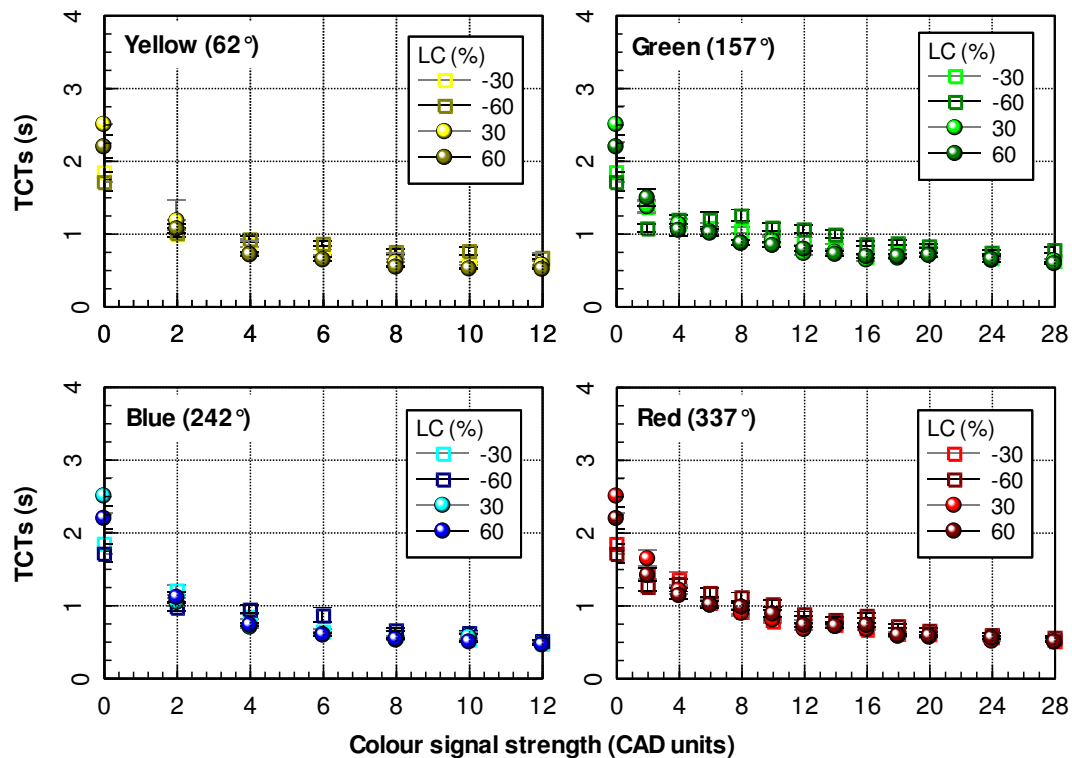 Yellow (62°)
LC (%)
-30
-60
30
60
TCTs (s)
0
1
2
3
4
0 2 4 6 8 10 12
Green (157°)
LC (%)
-30
-60
30
60
0
1
2
3
4
0 4 8 12 16 20 24 28
Blue (242°)
LC (%)
-30
-60
30
60
TCTs (s)
0
1
2
3
4
0 2 4 6 8 10 12
Red (337°)
LC (%)
-30
-60
30
60
0
1
2
3
4
0 4 8 12 16 20 24 28
Colour signal strength (CAD units)